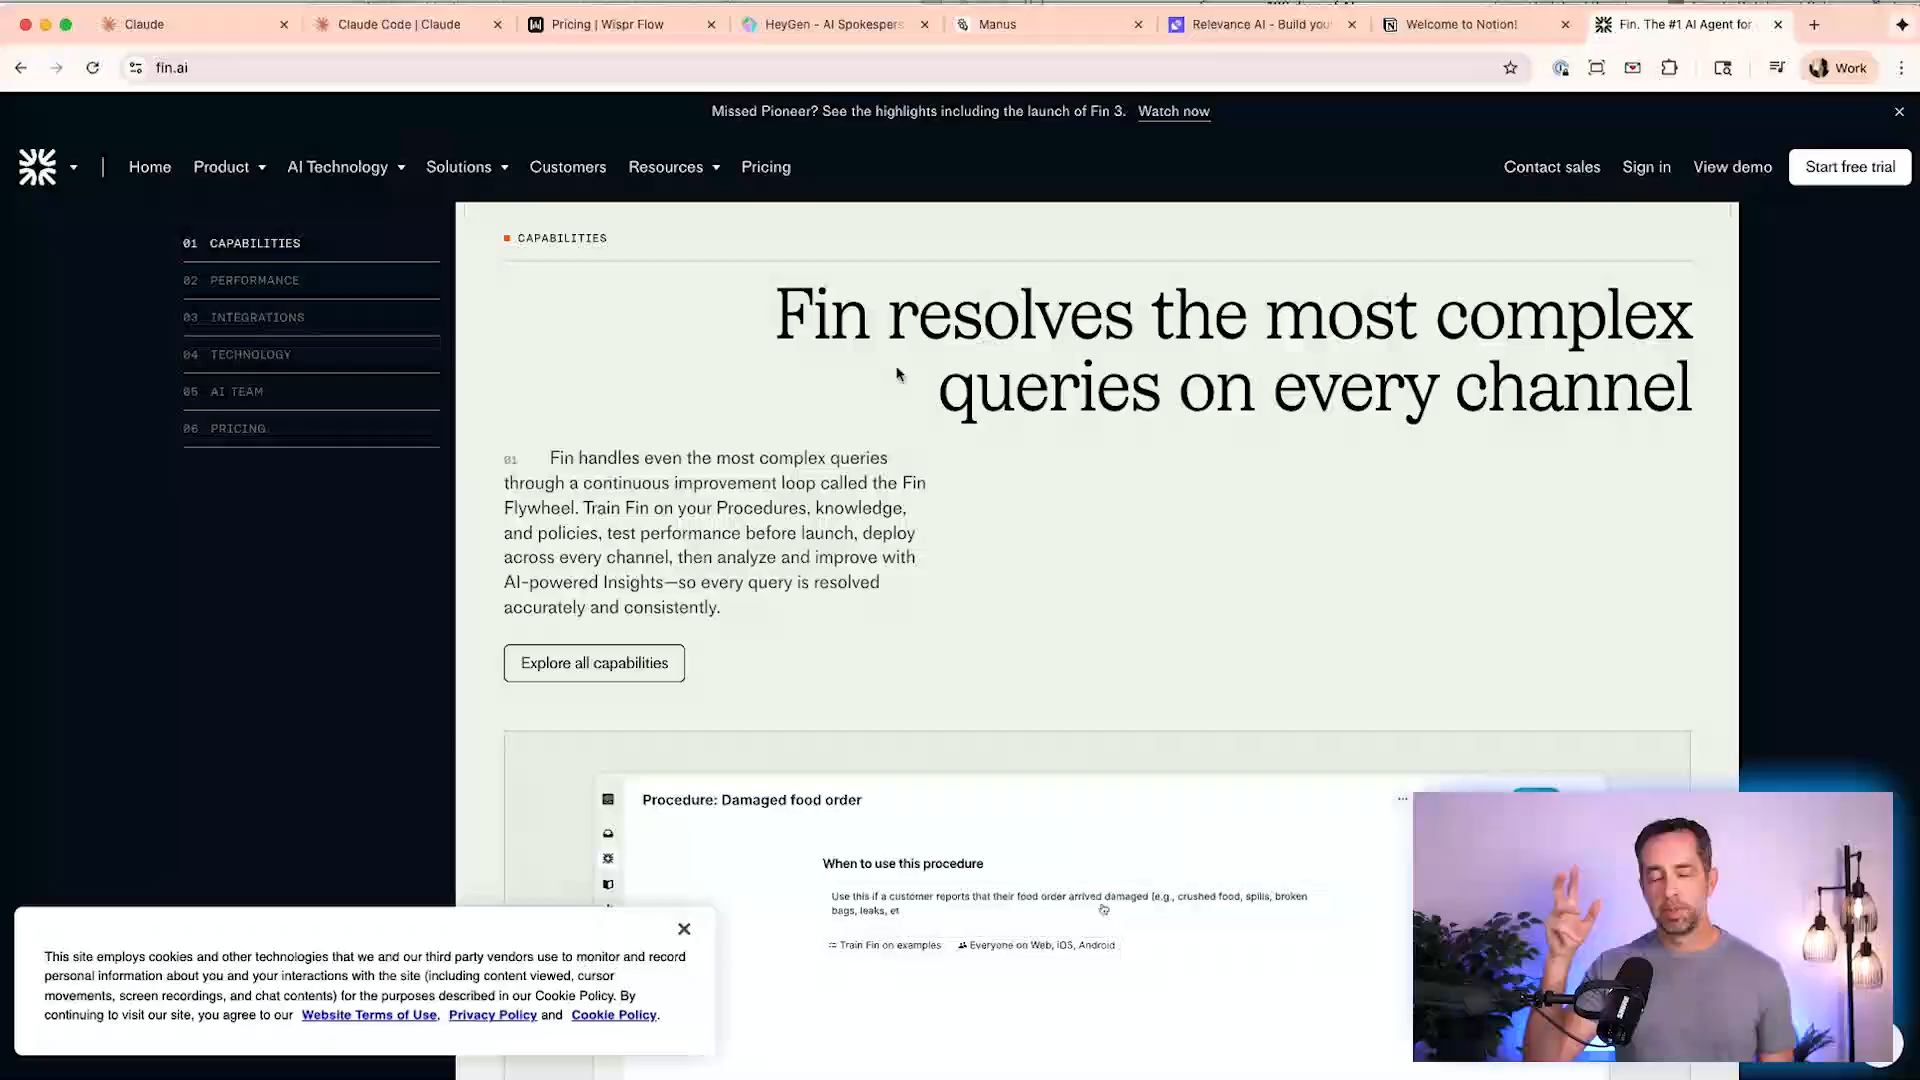 Claude
Claude Code | Claude
Pricing | Wispr Flow
HeyGen - AI Spokespers
Manus
Relevance AI - Build you
Welcome to Notion!
Fin. The #1 AI Agent for
fin.ai
Work
Missed Pioneer? See the highlights including the launch of Fin 3. Watch now
Home
Product
AI Technology
Solutions
Customers
Resources
Pricing
Contact sales
Sign in
View demo
Start free trial
01 CAPABILITIES
02 PERFORMANCE
03 INTEGRATIONS
04 TECHNOLOGY
05 AI TEAM
06 PRICING
CAPABILITIES
Fin resolves the most complex
queries on every channel
01 Fin handles even the most complex queries
through a continuous improvement loop called the Fin
Flywheel. Train Fin on your Procedures, knowledge,
and policies, test performance before launch, deploy
across every channel, then analyze and improve with
AI-powered Insights—so every query is resolved
accurately and consistently.
Explore all capabilities
Procedure: Damaged food order
When to use this procedure
Use this if a customer reports that their food order arrived damaged (e.g., crushed food, spills, broken
bags, leaks, et
Train Fin on examples
Everyone on Web, iOS, Android
This site employs cookies and other technologies that we and our third party vendors use to monitor and record
personal information about you and your interactions with the site (including content viewed, cursor
movements, screen recordings, and chat contents) for the purposes described in our Cookie Policy. By
continuing to visit our site, you agree to our Website Terms of Use, Privacy Policy and Cookie Policy.